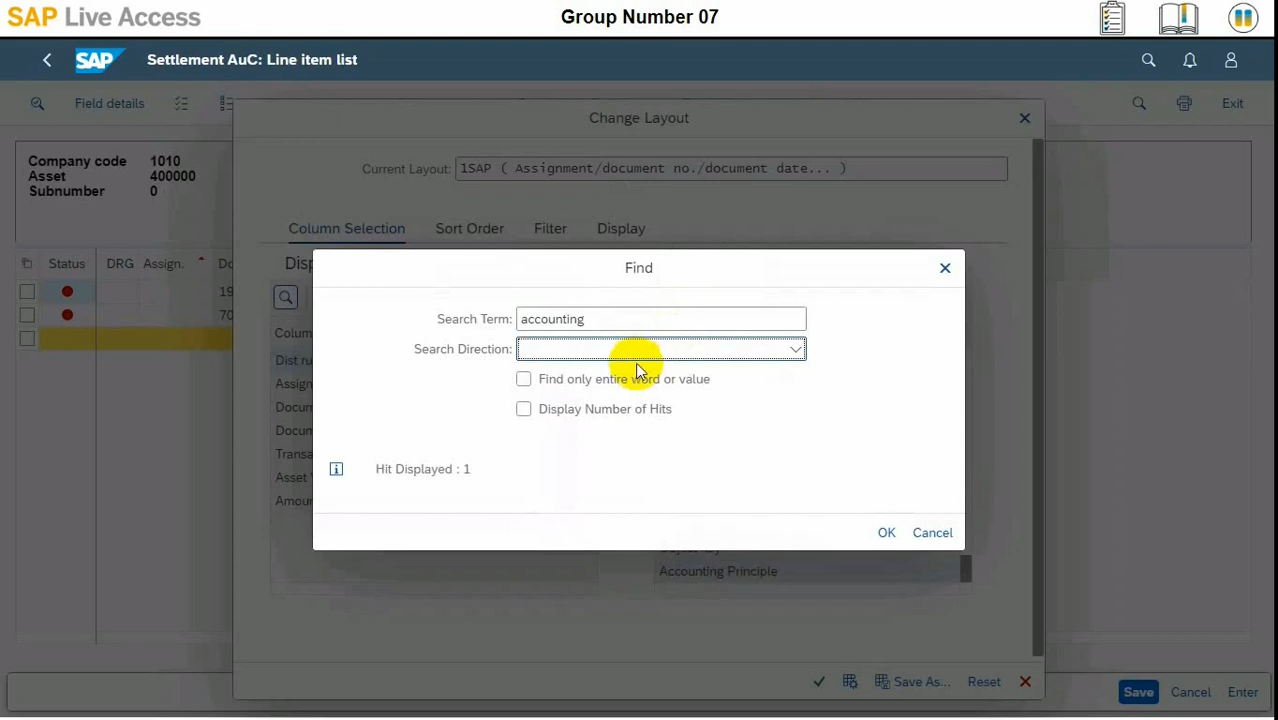 SAP Live Access
Group Number 07
SAP
Settlement AuC: Line item list
Field details
Exit
Change Layout
Company code 1010
Asset 400000
Subnumber 0
Current Layout: 1SAP ( Assignment/document no./document date... )
Column Selection Sort Order Filter Display
Status DRG Assign.
Find
Search Term: accounting
Search Direction:
Find only entire word or value
Display Number of Hits
Hit Displayed : 1
OK Cancel
Accounting Principle
Save As... Reset
Save Cancel Enter